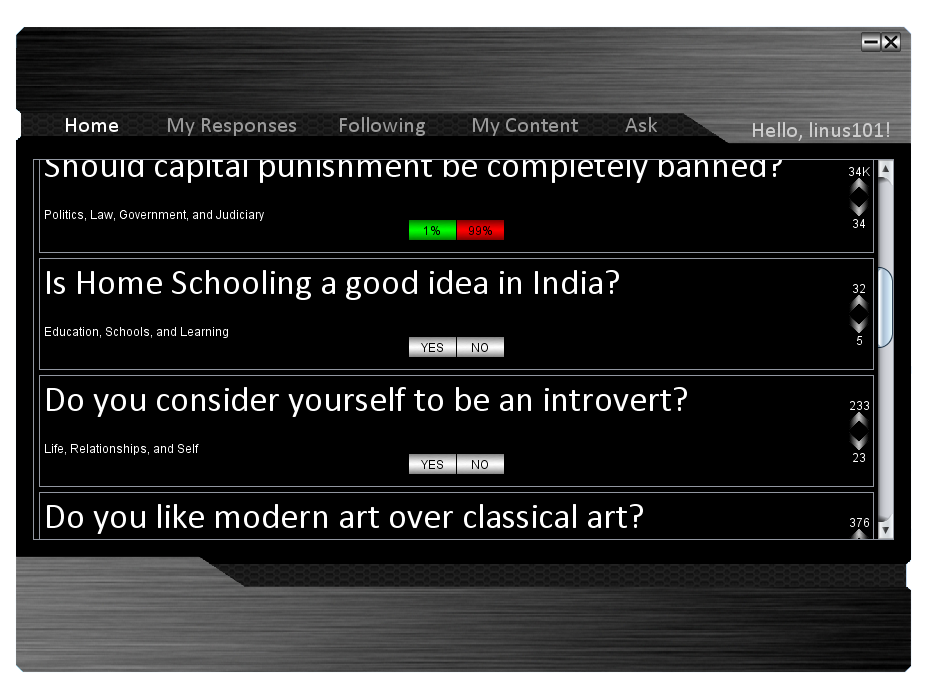 Home My Responses Following My Content Ask
Hello, linus101!
Should capital punishment be completely banned?
34K
Politics, Law, Government, and Judiciary
34
1% 99%
Is Home Schooling a good idea in India?
32
Education, Schools, and Learning
5
YES NO
Do you consider yourself to be an introvert?
233
Life, Relationships, and Self
23
YES NO
Do you like modern art over classical art?
376